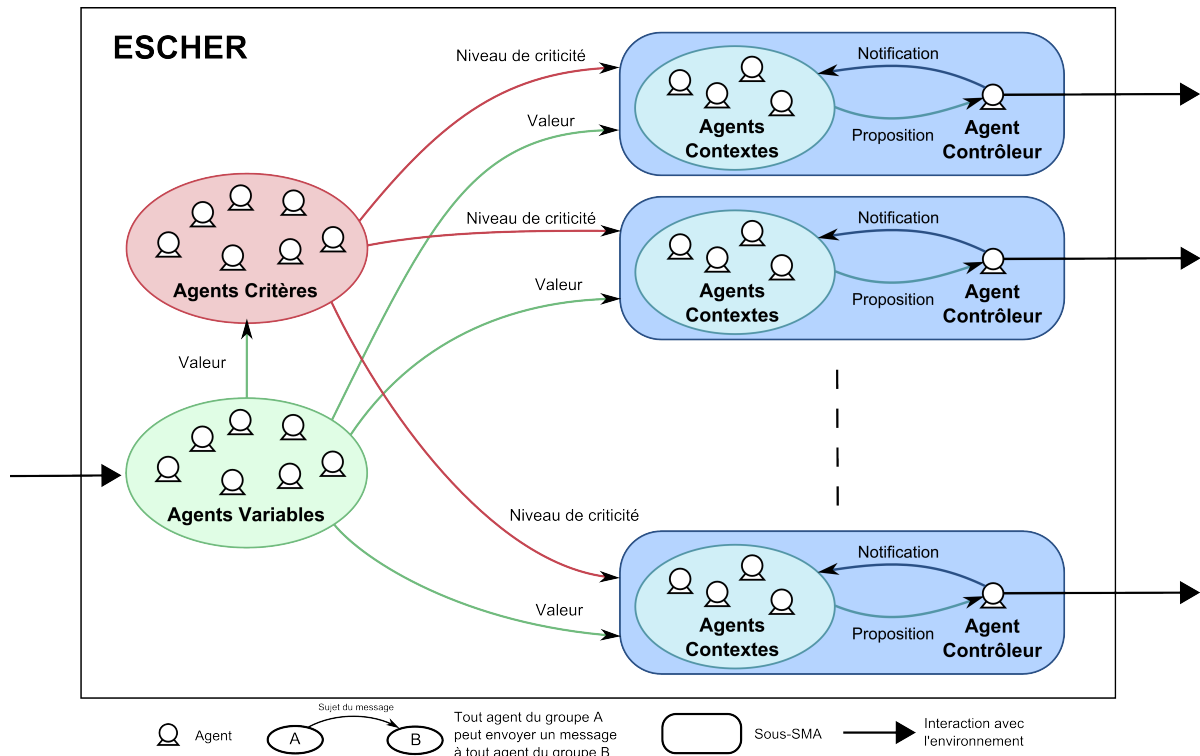 ESCHER
Niveau de criticité
Valeur
Agents
Contextes
Notification
Proposition
Agent
Contrôleur
Agents Critères
Niveau de criticité
Valeur
Agents
Contextes
Notification
Proposition
Agent
Contrôleur
Valeur
Agents Variables
Niveau de criticité
Valeur
Agents
Contextes
Notification
Proposition
Agent
Contrôleur
Agent
Sujet du message
A
B
Tout agent du groupe A
peut envoyer un message
à tout agent du groupe B
Sous-SMA
Interaction avec
l'environnement